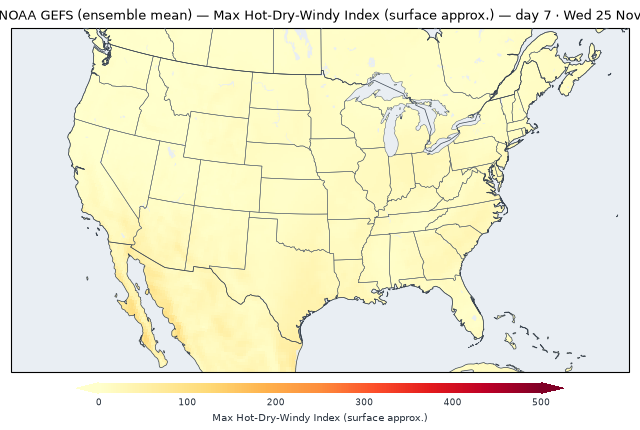 NOAA GEFS (ensemble mean) — Max Hot-Dry-Windy Index (surface approx.) — day 7 · Wed 25 Nov
0 100 200 300 400 500
Max Hot-Dry-Windy Index (surface approx.)